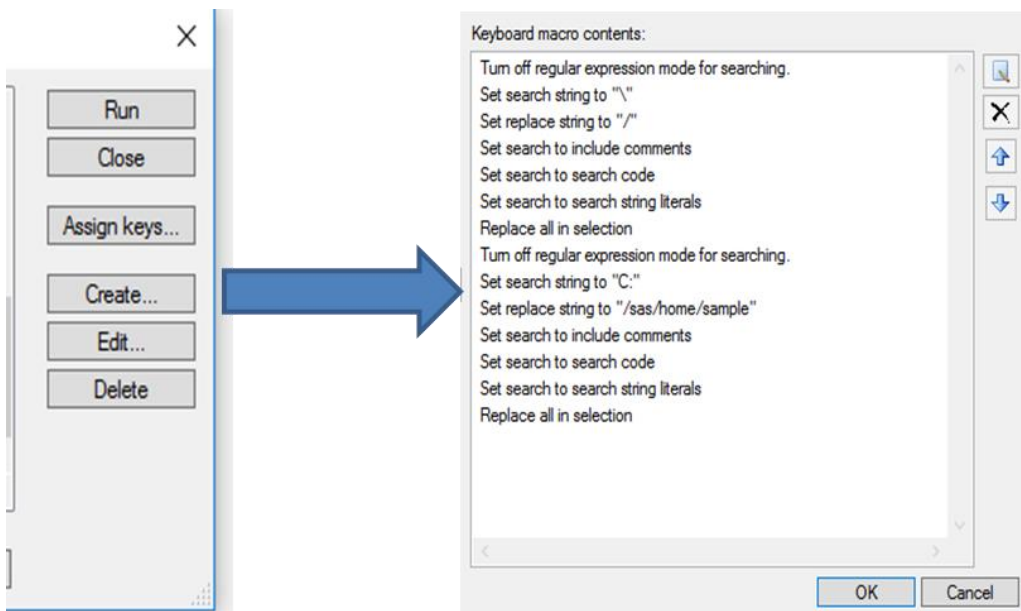 Run
Close
Assign keys...
Create...
Edit...
Delete
Keyboard macro contents:
Turn off regular expression mode for searching.
Set search string to "\"
Set replace string to "/"
Set search to include comments
Set search to search code
Set search to search string literals
Replace all in selection
Turn off regular expression mode for searching.
Set search string to "C:"
Set replace string to "/sas/home/sample"
Set search to include comments
Set search to search code
Set search to search string literals
Replace all in selection
OK
Cancel